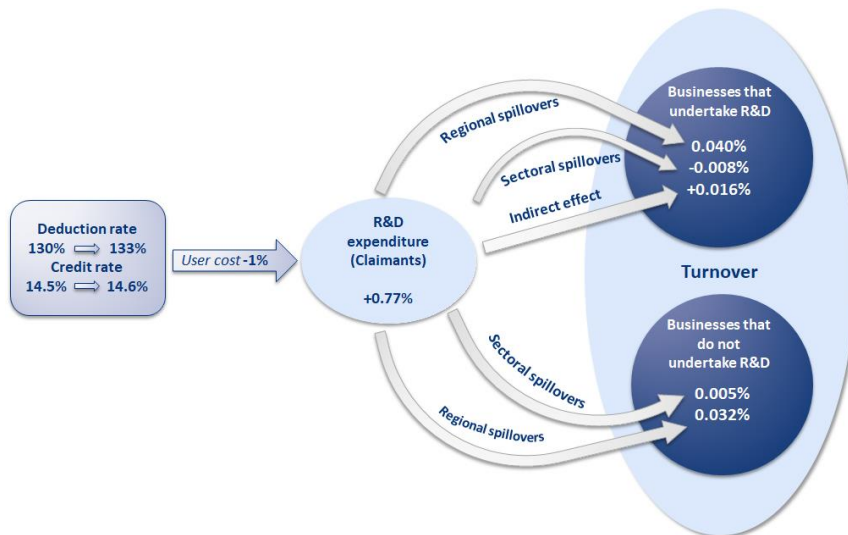 Deduction rate
130% ⇨ 133%
Credit rate
14.5% ⇨ 14.6%
User cost -1%
R&D
expenditure
(Claimants)
+0.77%
Regional spillovers
Sectoral spillovers
Indirect effect
Sectoral spillovers
Regional spillovers
Businesses that
undertake R&D
0.040%
-0.008%
+0.016%
Turnover
Businesses that
do not
undertake R&D
0.005%
0.032%